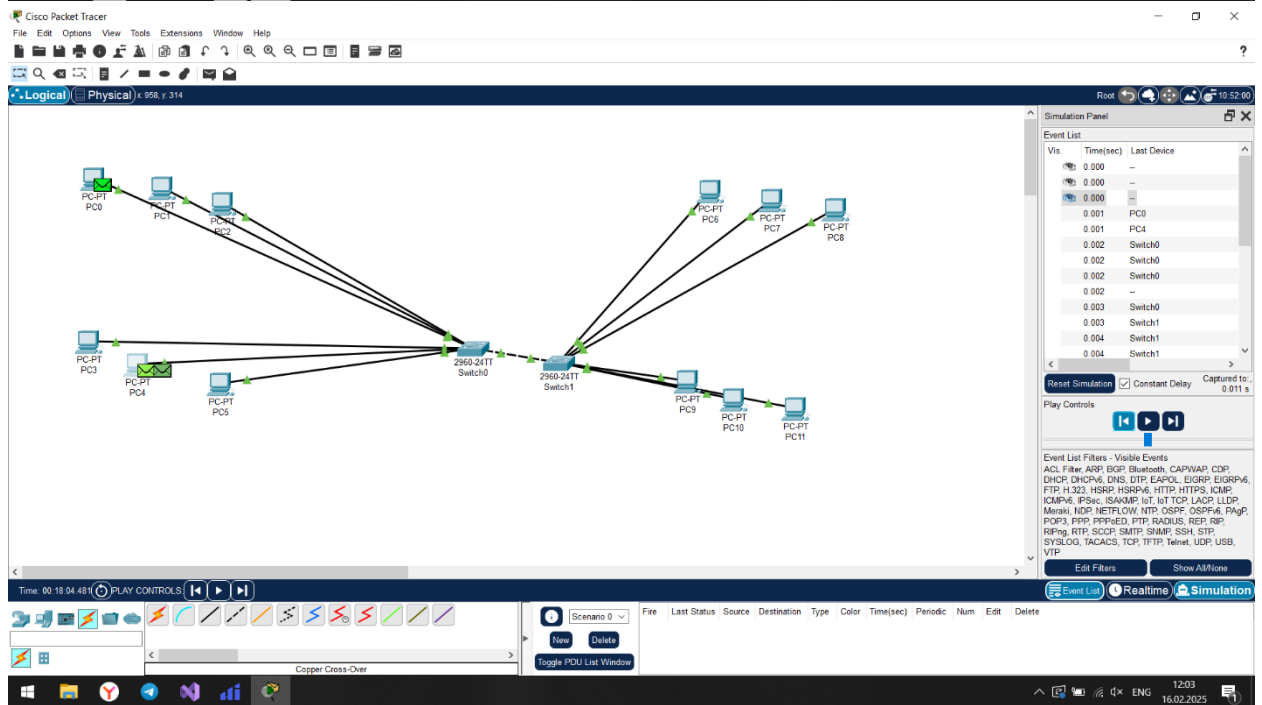 Cisco Packet Tracer
File Edit Options View Tools Extensions Window Help
?
Logical Physical x: 958, y: 314 Root 10:52:00
Simulation Panel
Event List
Vis. Time(sec) Last Device
0.000 --
0.000 --
0.000 --
0.001 PC0
0.001 PC4
0.002 Switch0
0.002 Switch0
0.002 Switch0
0.002 --
0.003 Switch0
0.003 Switch1
0.004 Switch1
0.004 Switch1
Reset Simulation Constant Delay Captured to:
0.011 s
Play Controls
Event List Filters - Visible Events
ACL Filter, ARP, BGP, Bluetooth, CAPWAP, CDP,
DHCP, DHCPv6, DNS, DTP, EAPOL, EIGRP, EIGRPv6,
FTP, H.323, HSRP, HSRPv6, HTTP, HTTPS, ICMP,
ICMPv6, IPSec, ISAKMP, IoT, IoT TCP, LACP, LLDP,
Meraki, NDP, NETFLOW, NTP, OSPF, OSPFv6, PAgP,
POP3, PPP, PPPoED, PTP, RADIUS, REP, RIP,
RIPng, RTP, SCCP, SMTP, SNMP, SSH, STP,
SYSLOG, TACACS, TCP, TFTP, Telnet, UDP, USB,
VTP
Edit Filters Show All/None
PC-PT
PC0
PC-PT
PC1
PC-PT
PC2
PC-PT
PC6
PC-PT
PC7
PC-PT
PC8
PC-PT
PC3
PC-PT
PC4
PC-PT
PC5
2960-24TT
Switch0
2960-24TT
Switch1
PC-PT
PC9
PC-PT
PC10
PC-PT
PC11
Time: 00:18:04.481 PLAY CONTROLS: Event List Realtime Simulation
Scenario 0
New Delete
Toggle PDU List Window
Fire Last Status Source Destination Type Color Time(sec) Periodic Num Edit Delete
Copper Cross-Over
ENG 12:03
16.02.2025
1